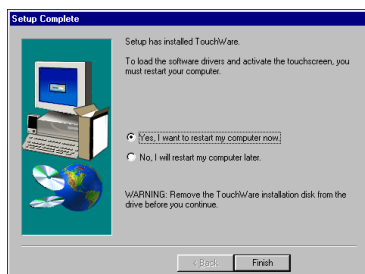 Setup Complete
Setup has installed TouchWare.
To load the software drivers and activate the touchscreen, you
must restart your computer.
Yes, I want to restart my computer now.
No, I will restart my computer later.
WARNING: Remove the TouchWare installation disk from the
drive before you continue.
< Back
Finish